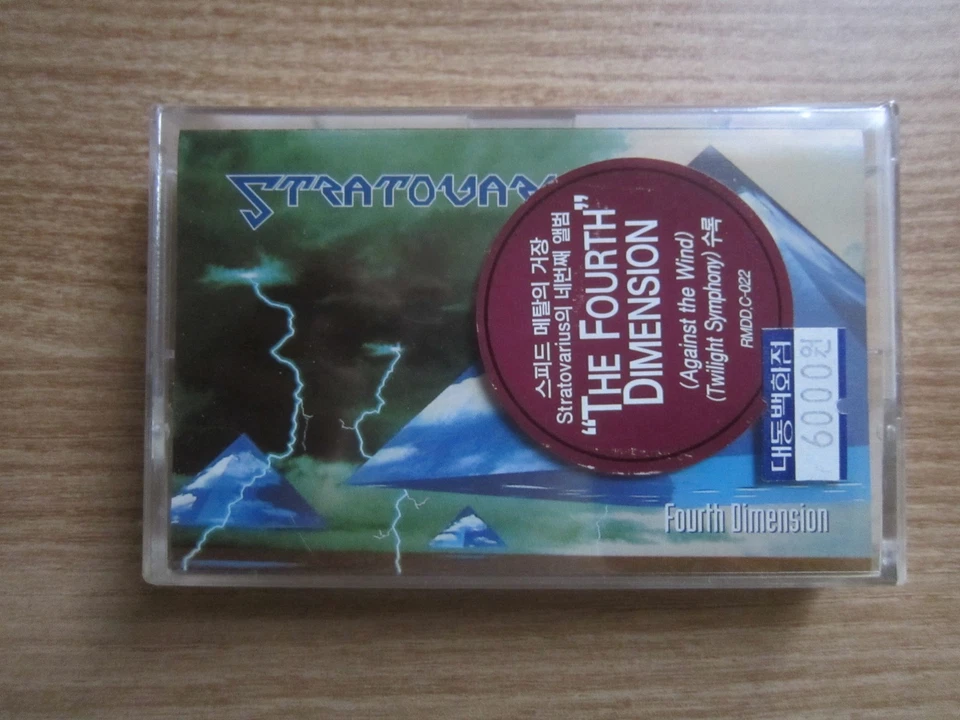 STRATOVAR
스피드 메탈의 거장
Stratovarius의 네번째 앨범
“THE FOURTH”
DIMENSION
(Against the Wind)
(Twilight Symphony) 수록
RMDD,C-022
대동백화점
6000원
Fourth Dimension